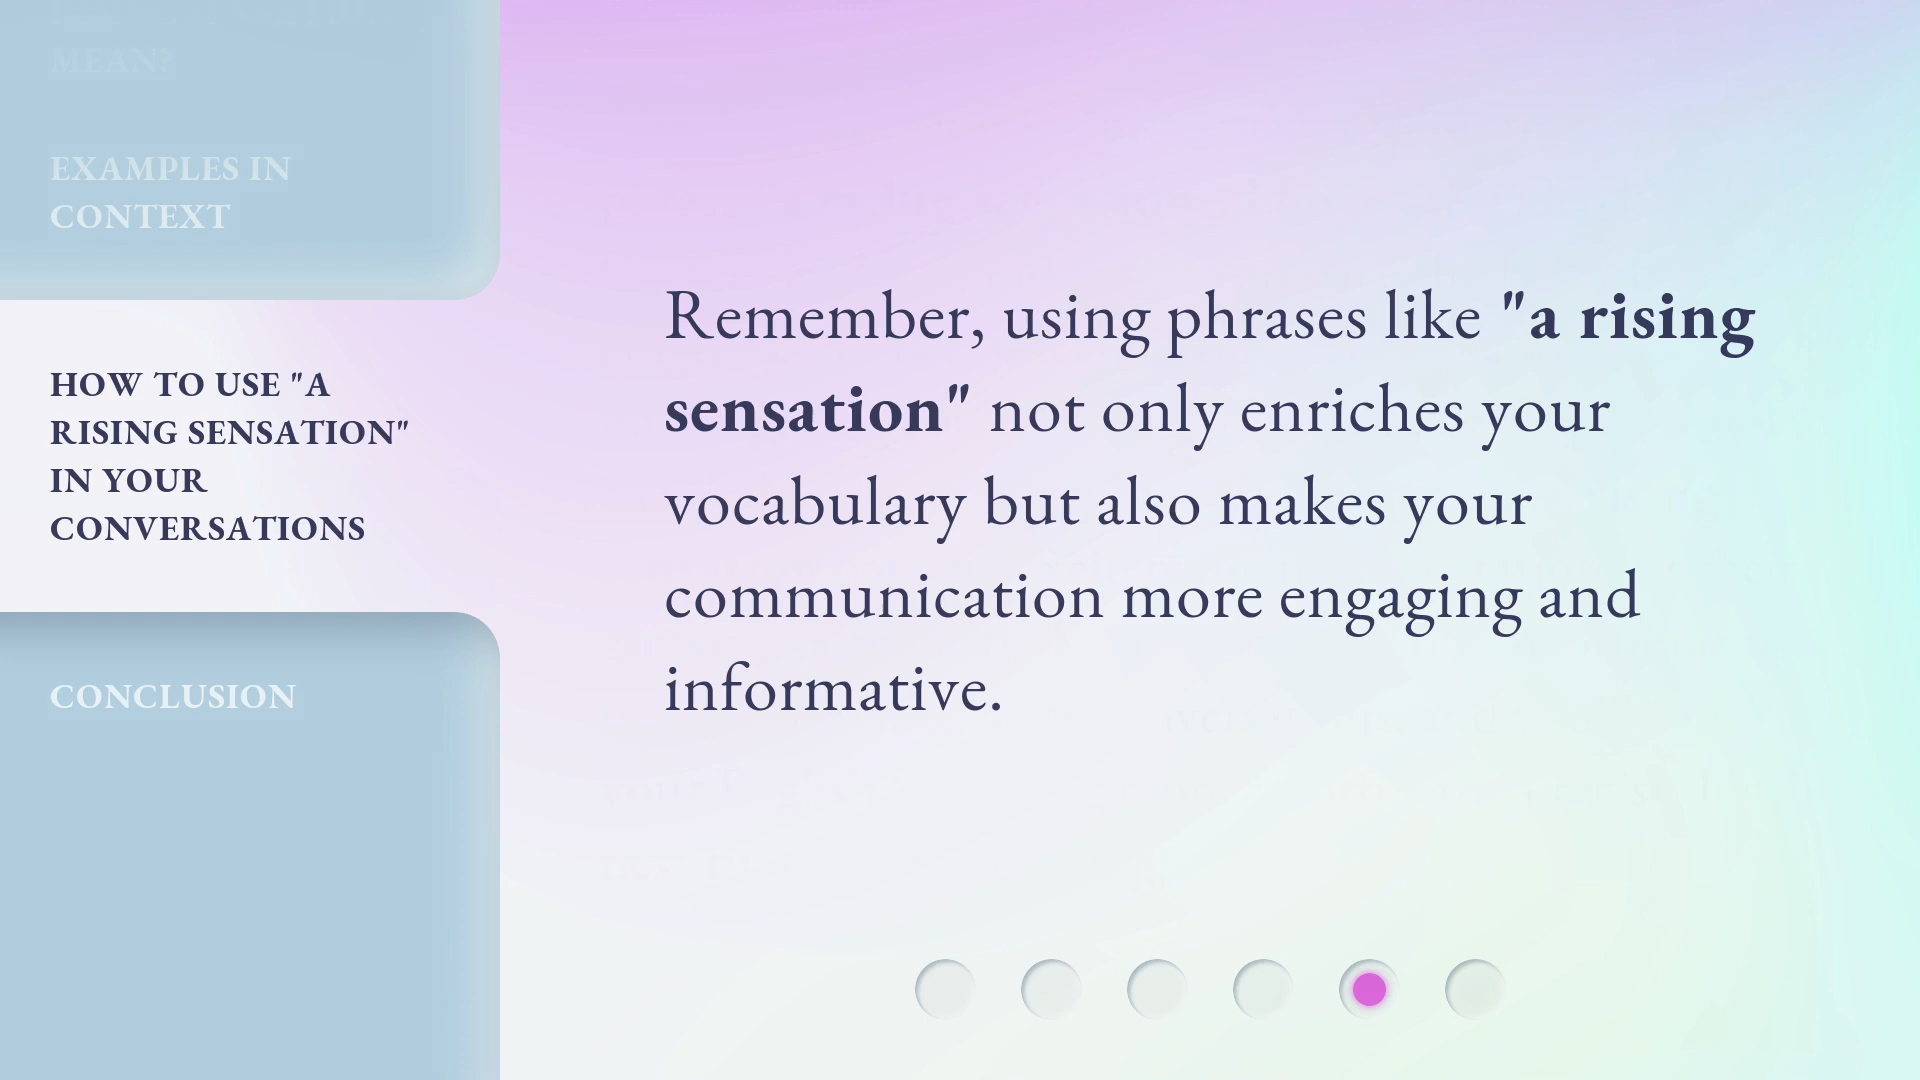 MEAN?
EXAMPLES IN
CONTEXT
HOW TO USE "A
RISING SENSATION"
IN YOUR
CONVERSATIONS
CONCLUSION
Remember, using phrases like "a rising
sensation" not only enriches your
vocabulary but also makes your
communication more engaging and
informative.